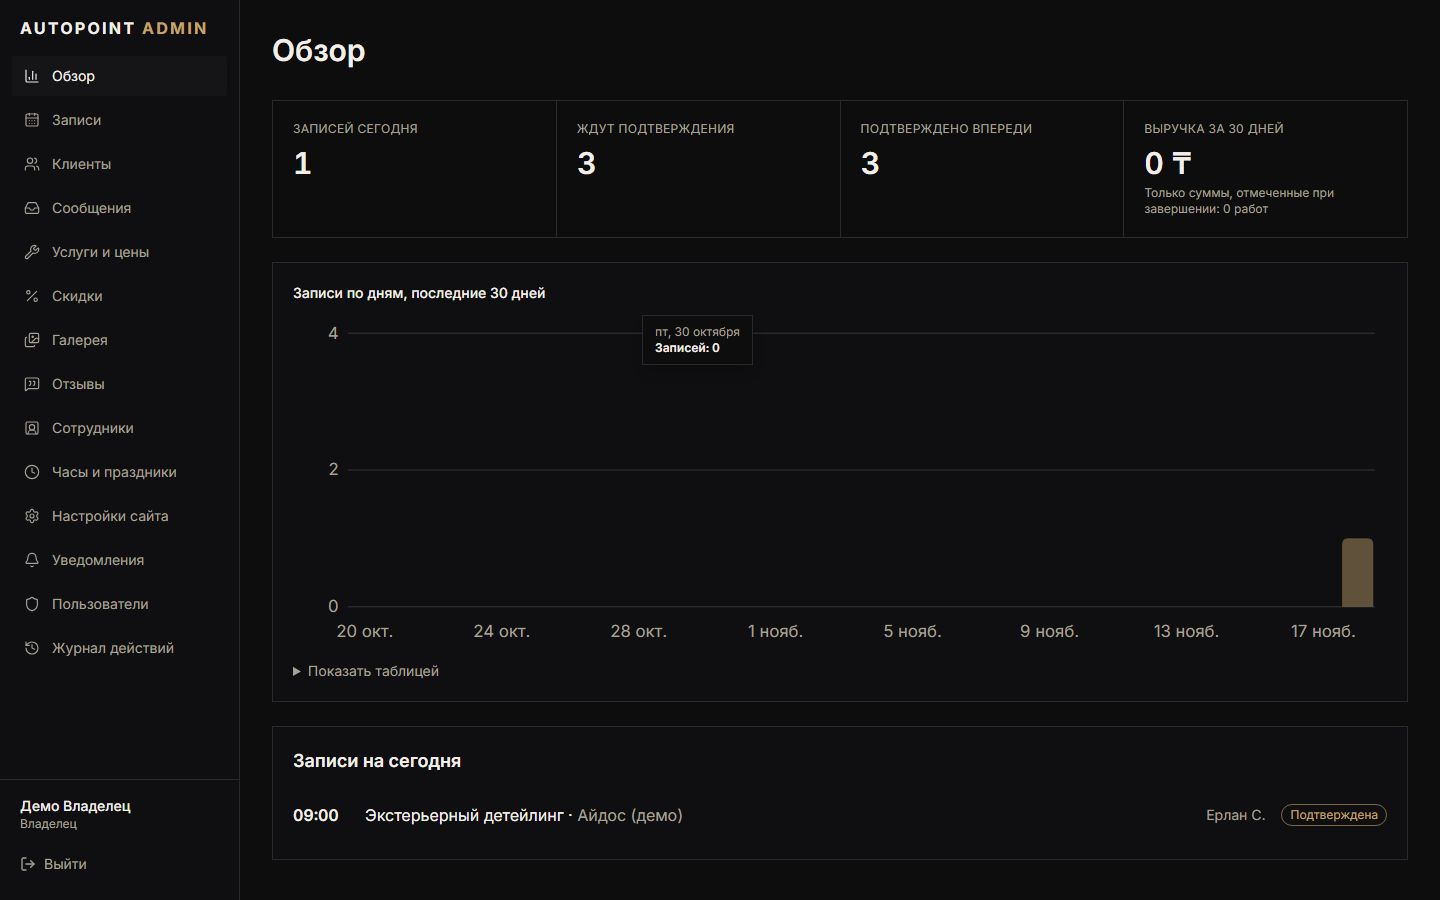 AUTOPOINT ADMIN
Обзор
Записи
Клиенты
Сообщения
Услуги и цены
Скидки
Галерея
Отзывы
Сотрудники
Часы и праздники
Настройки сайта
Уведомления
Пользователи
Журнал действий
Демо Владелец
Владелец
Выйти
Обзор
ЗАПИСЕЙ СЕГОДНЯ
1
ЖДУТ ПОДТВЕРЖДЕНИЯ
3
ПОДТВЕРЖДЕНО ВПЕРЕДИ
3
ВЫРУЧКА ЗА 30 ДНЕЙ
0 ₸
Только суммы, отмеченные при
завершении: 0 работ
Записи по дням, последние 30 дней
4
2
0
пт, 30 октября
Записей: 0
20 окт. 24 окт. 28 окт. 1 нояб. 5 нояб. 9 нояб. 13 нояб. 17 нояб.
Показать таблицей
Записи на сегодня
09:00 Экстерьерный детейлинг · Айдос (демо) Ерлан С. Подтверждена